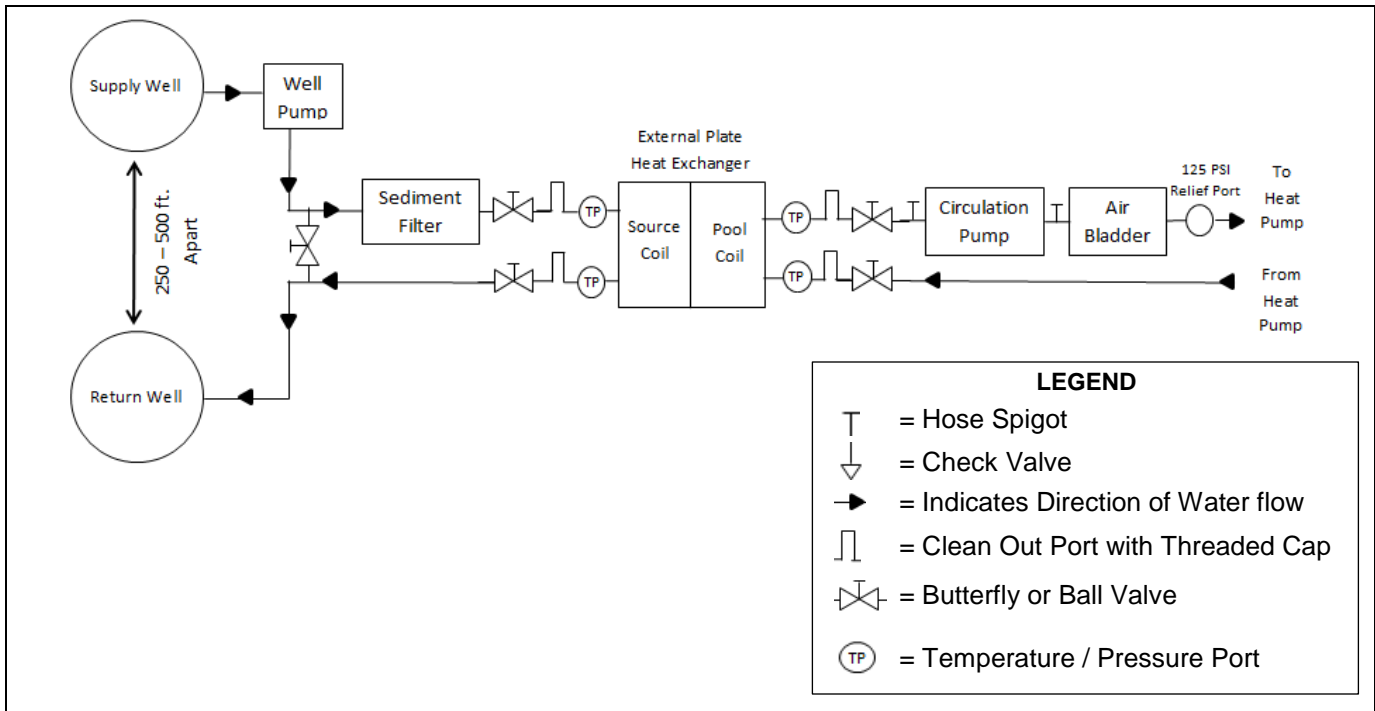 Supply Well
Well
Pump
250 – 500 ft.
Apart
Return Well
Sediment
Filter
TP
TP
External Plate
Heat Exchanger
Source
Coil
Pool
Coil
TP
TP
Circulation
Pump
Air
Bladder
125 PSI
Relief Port
To
Heat
Pump
From
Heat
Pump
LEGEND
= Hose Spigot
= Check Valve
= Indicates Direction of Water flow
= Clean Out Port with Threaded Cap
= Butterfly or Ball Valve
TP = Temperature / Pressure Port